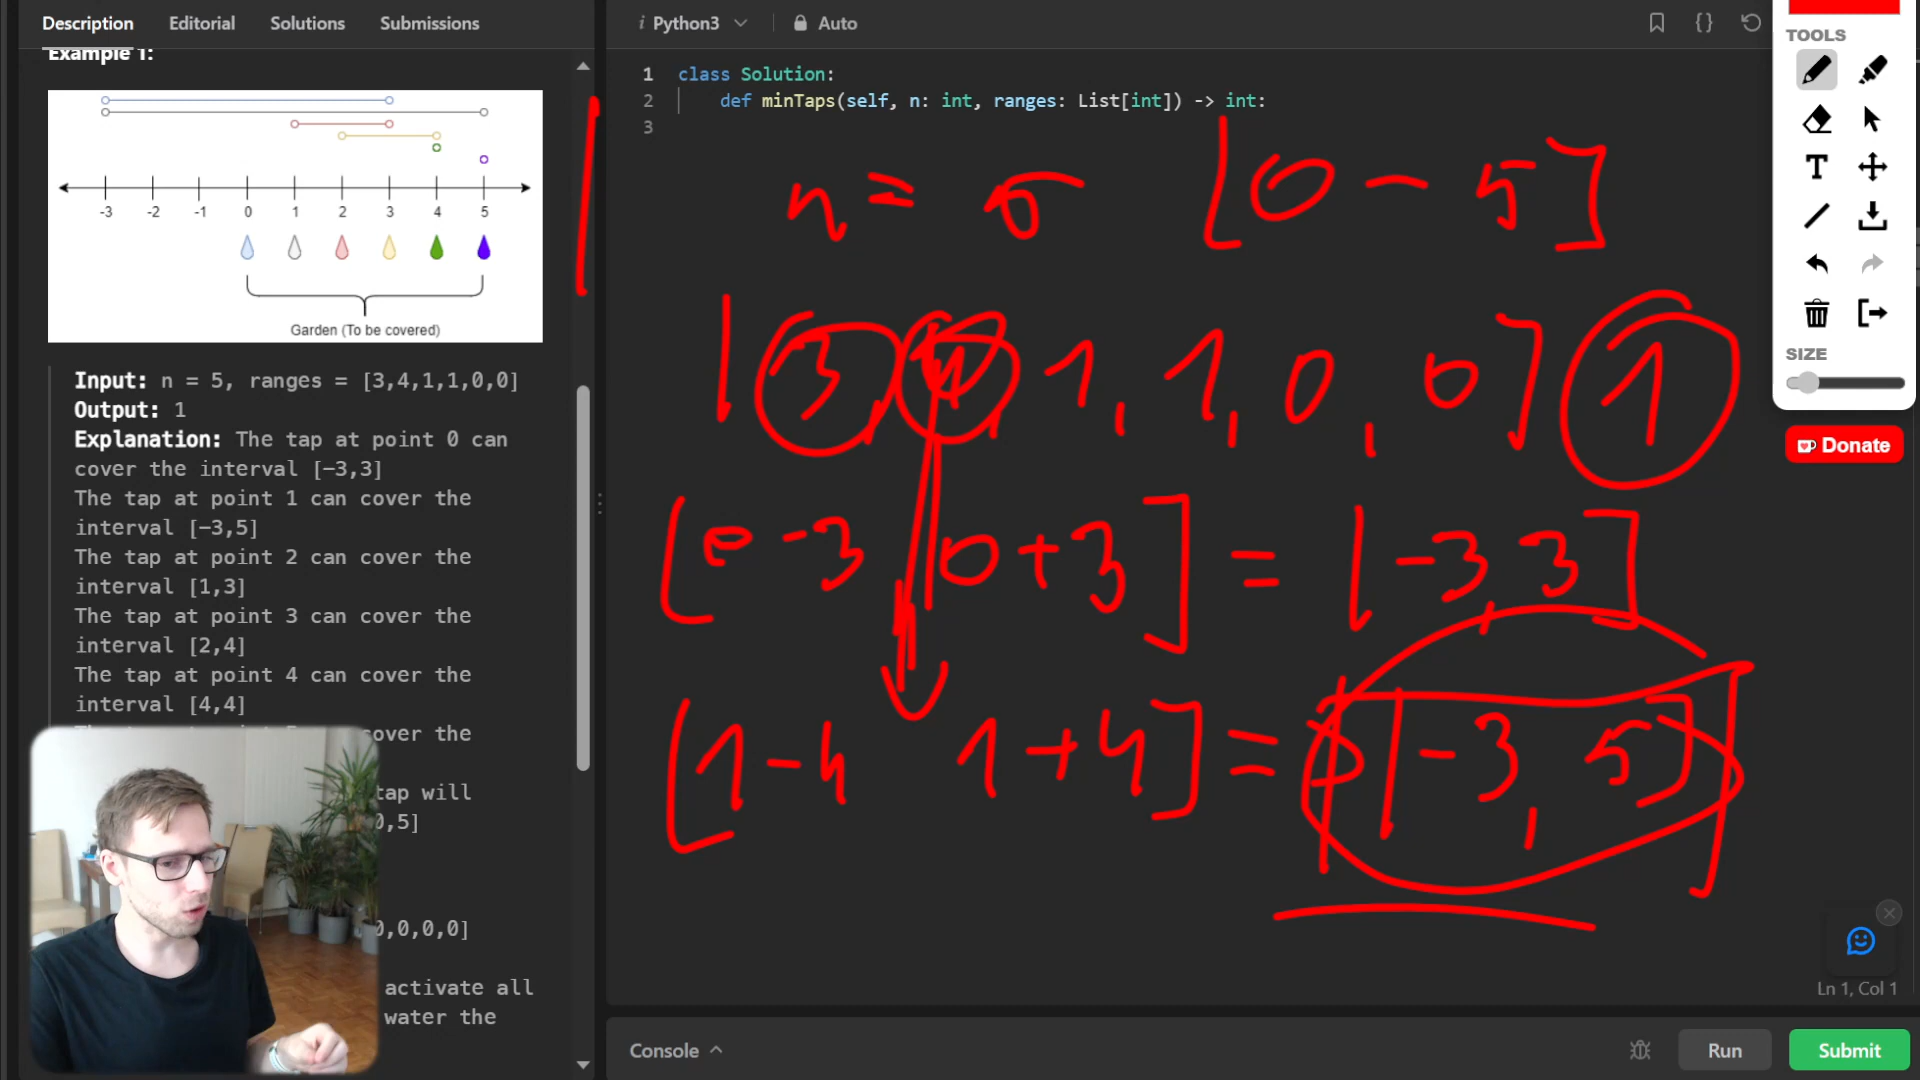 Description Editorial Solutions Submissions
Example 1:
-3 -2 -1 0 1 2 3 4 5
Garden (To be covered)
Input: n = 5, ranges = [3,4,1,1,0,0]
Output: 1
Explanation: The tap at point 0 can
cover the interval [-3,3]
The tap at point 1 can cover the
interval [-3,5]
The tap at point 2 can cover the
interval [1,3]
The tap at point 3 can cover the
interval [2,4]
The tap at point 4 can cover the
interval [4,4]
cover the
tap will
0,5]
0,0,0,0]
activate all
water the
Python3 Auto
1 class Solution:
2 def minTaps(self, n: int, ranges: List[int]) -> int:
3
n = 5 [0 - 5]
[3, 4, 1, 1, 0, 0] 1
[0 - 3 0 + 3] = [-3, 3]
[1 - 4 1 + 4] = [-3, 5]
TOOLS
T
SIZE
Donate
Ln 1, Col 1
Console Run Submit